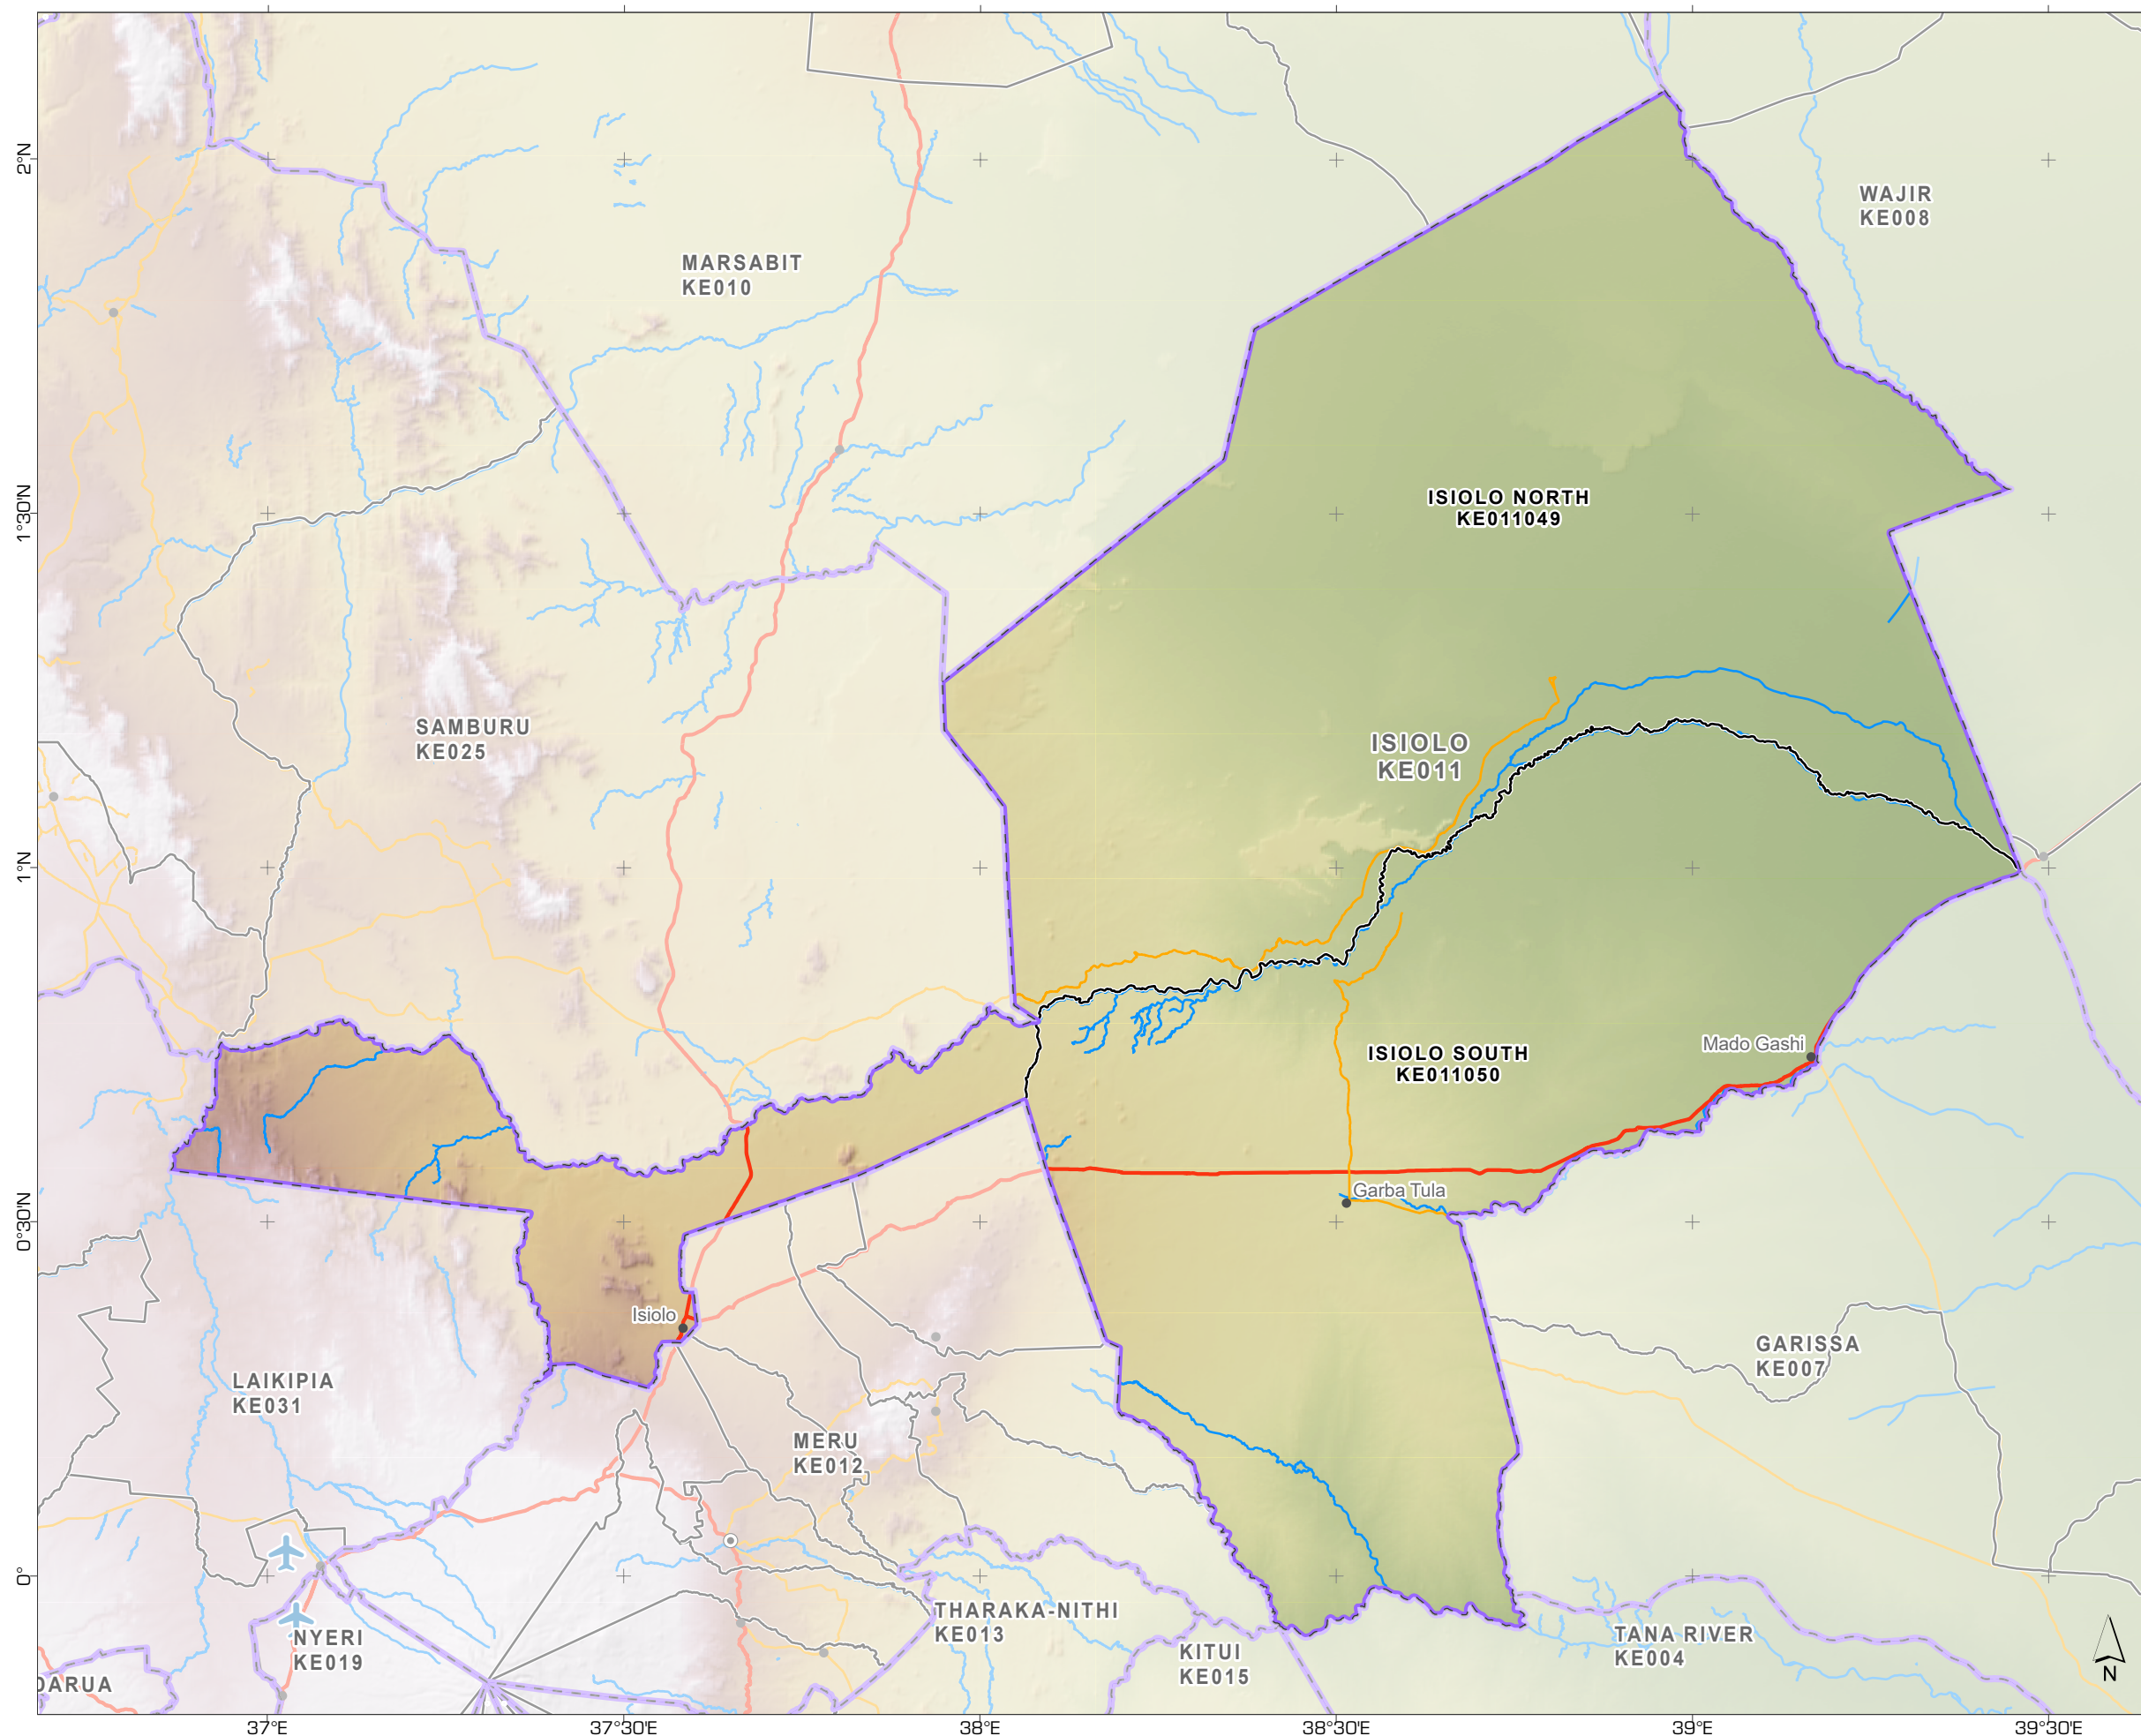 2°N
WAJIR
KE008
MARSABIT
KE010
1°30'N
ISIOLO NORTH
KE011049
SAMBURU
KE025
ISIOLO
KE011
1°N
ISIOLO SOUTH
KE011050
Mado Gashi
0°30'N
Garba Tula
Isiolo
GARISSA
KE007
LAIKIPIA
KE031
MERU
KE012
0°
THARAKA-NITHI
KE013
NYERI
KE019
KITUI
KE015
TANA RIVER
KE004
DARUA
N
37°E
37°30'E
38°E
38°30'E
39°E
39°30'E